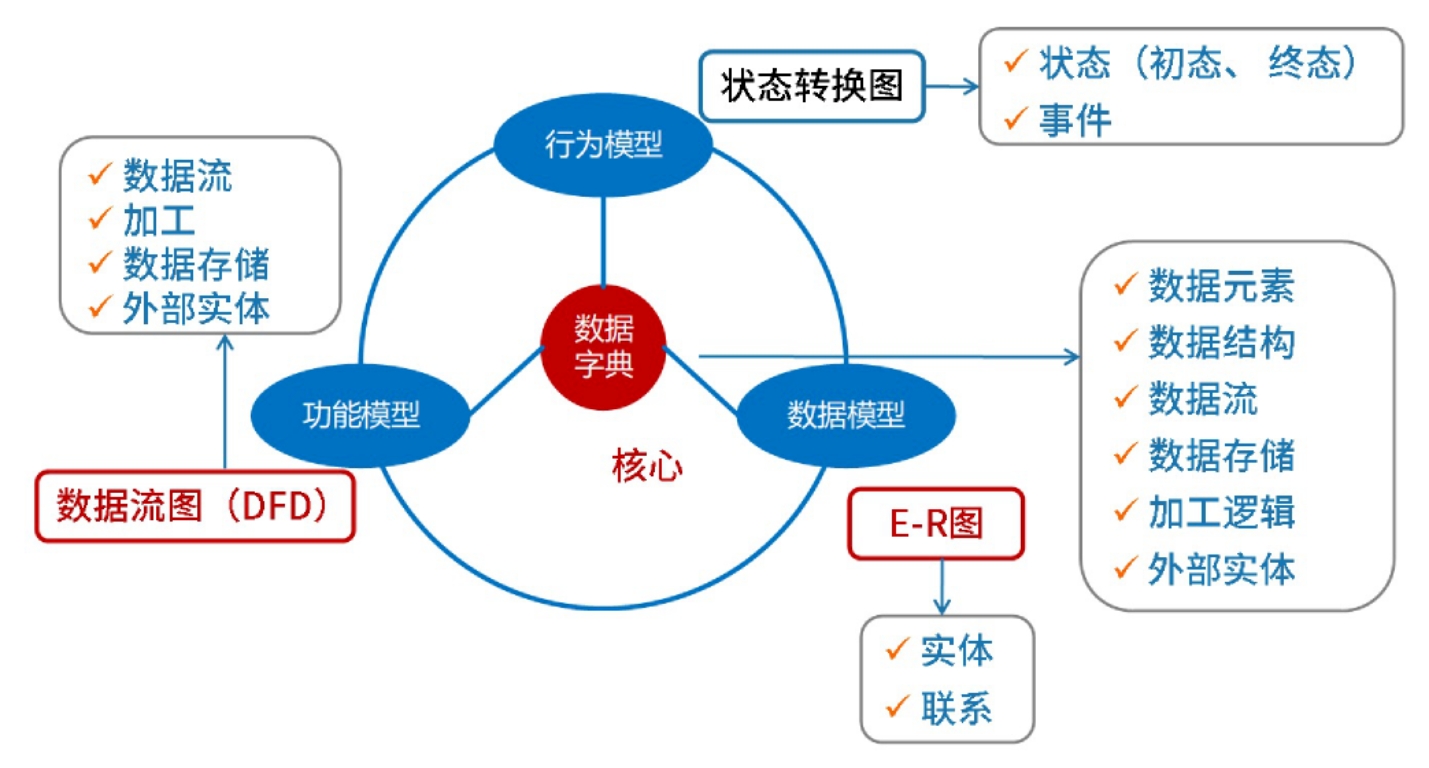 状态转换图
状态（初态、 终态）
事件
行为模型
数据流
加工
数据存储
外部实体
数据
字典
数据元素
数据结构
数据流
数据存储
加工逻辑
外部实体
功能模型
数据模型
核心
数据流图（DFD）
E-R图
实体
联系